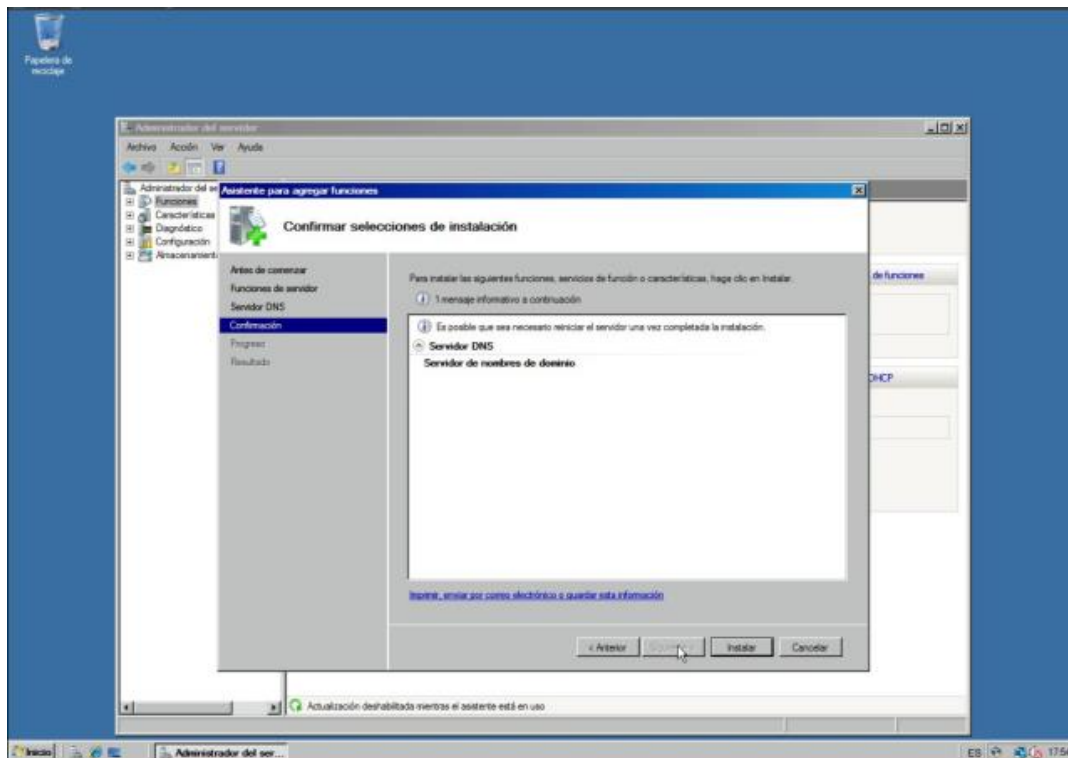 Papelera de
reciclaje
Administrador del servidor
Archivo Acción Ver Ayuda
Administrador del se
Funciones
Características
Diagnóstico
Configuración
Almacenamient
Asistente para agregar funciones
Confirmar selecciones de instalación
Antes de comenzar
Funciones de servidor
Servidor DNS
Confirmación
Progreso
Resultado
Para instalar las siguientes funciones, servicios de función o características, haga clic en Instalar.
1 mensaje informativo a continuación
Es posible que sea necesario reiniciar el servidor una vez completada la instalación.
Servidor DNS
Servidor de nombres de dominio
Imprimir, enviar por correo electrónico o guardar esta información
< Anterior
Instalar
Cancelar
de funciones
DHCP
Actualización deshabilitada mientras el asistente está en uso
Inicio
Administrador del ser...
ES